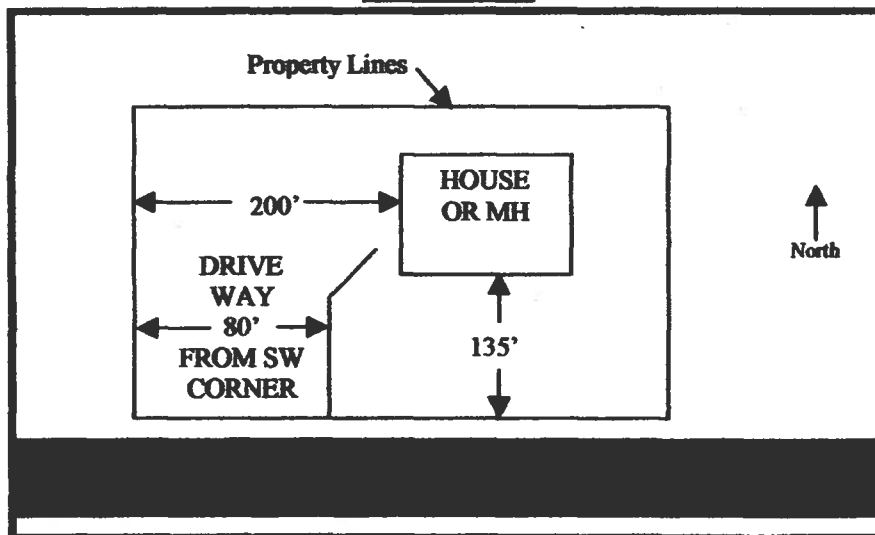 Property Lines
HOUSE
OR MH
200'
North
DRIVE
WAY
80'
FROM SW
CORNER
135'